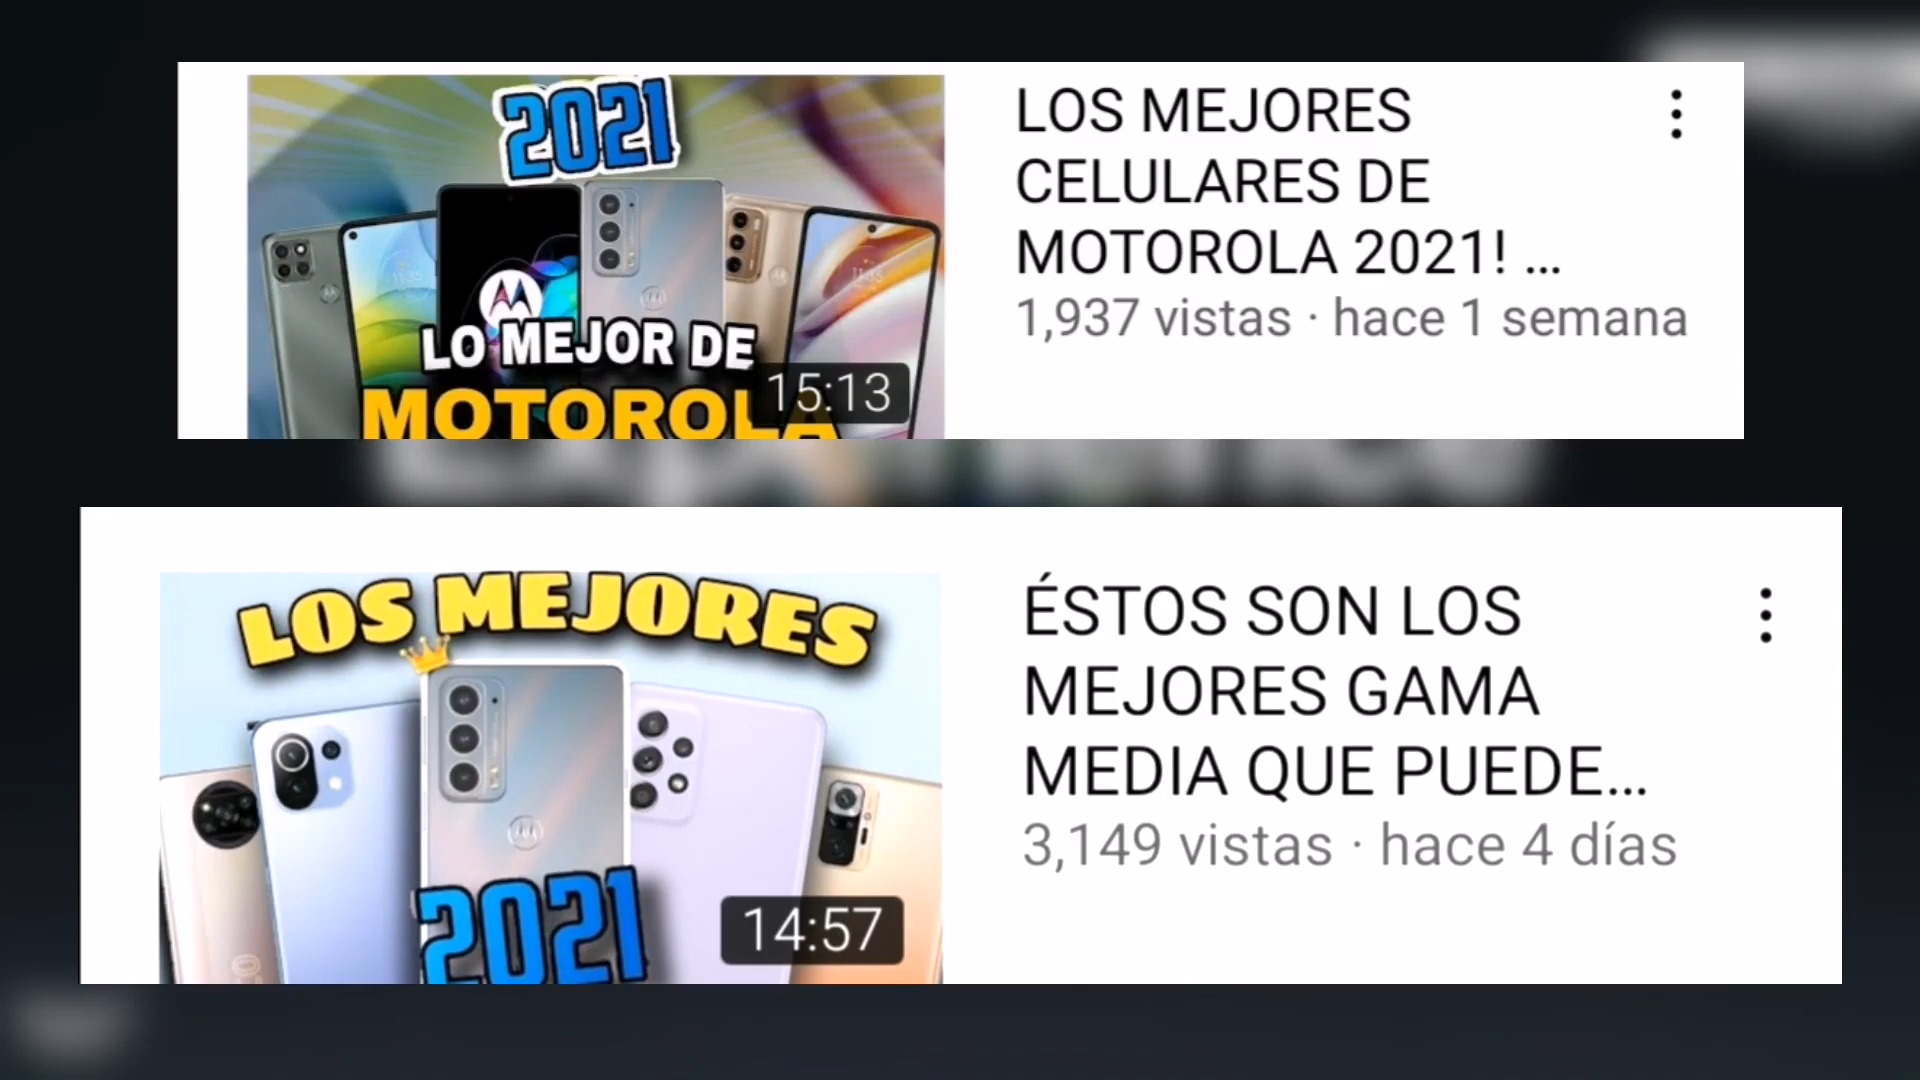 2021
LO MEJOR DE
MOTOROLA
15:13
LOS MEJORES
CELULARES DE
MOTOROLA 2021! ...
1,937 vistas · hace 1 semana
LOS MEJORES
2021
14:57
ÉSTOS SON LOS
MEJORES GAMA
MEDIA QUE PUEDE...
3,149 vistas · hace 4 días